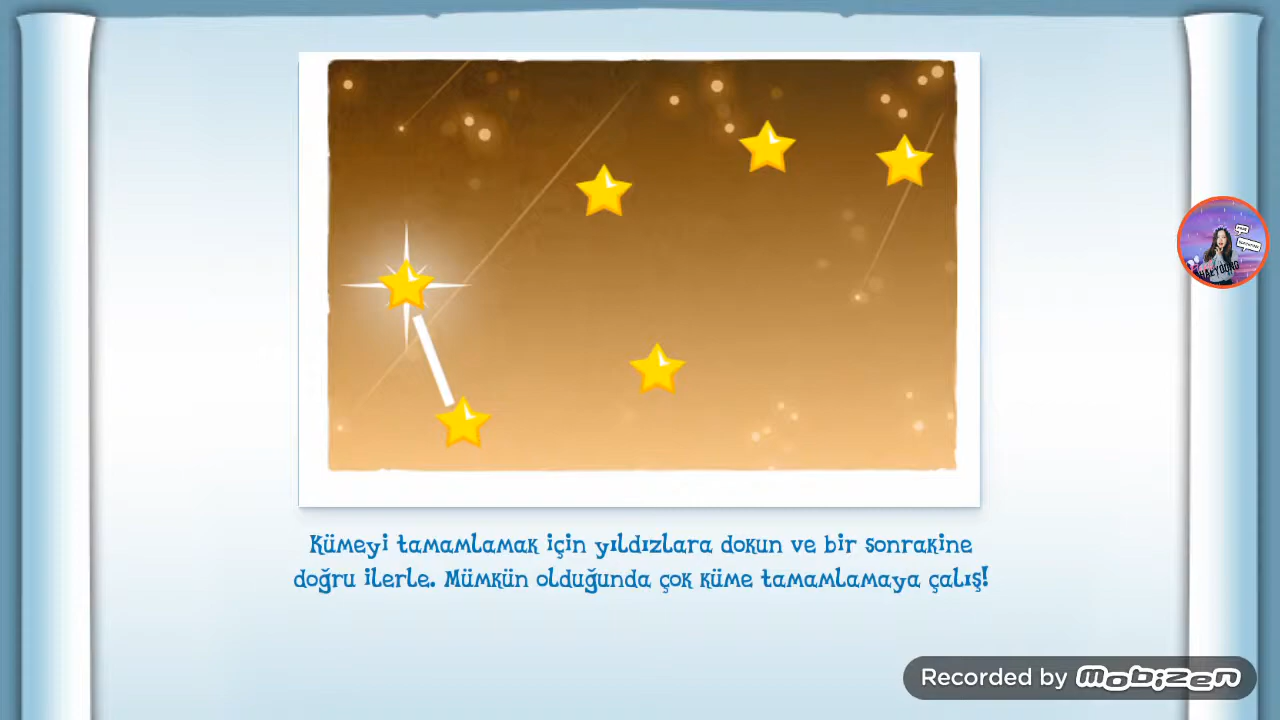 Kümeyi tamamlamak için yıldızlara dokun ve bir sonrakine
doğru ilerle. Mümkün olduğunda çok küme tamamlamaya çalış!
Recorded by mobizen